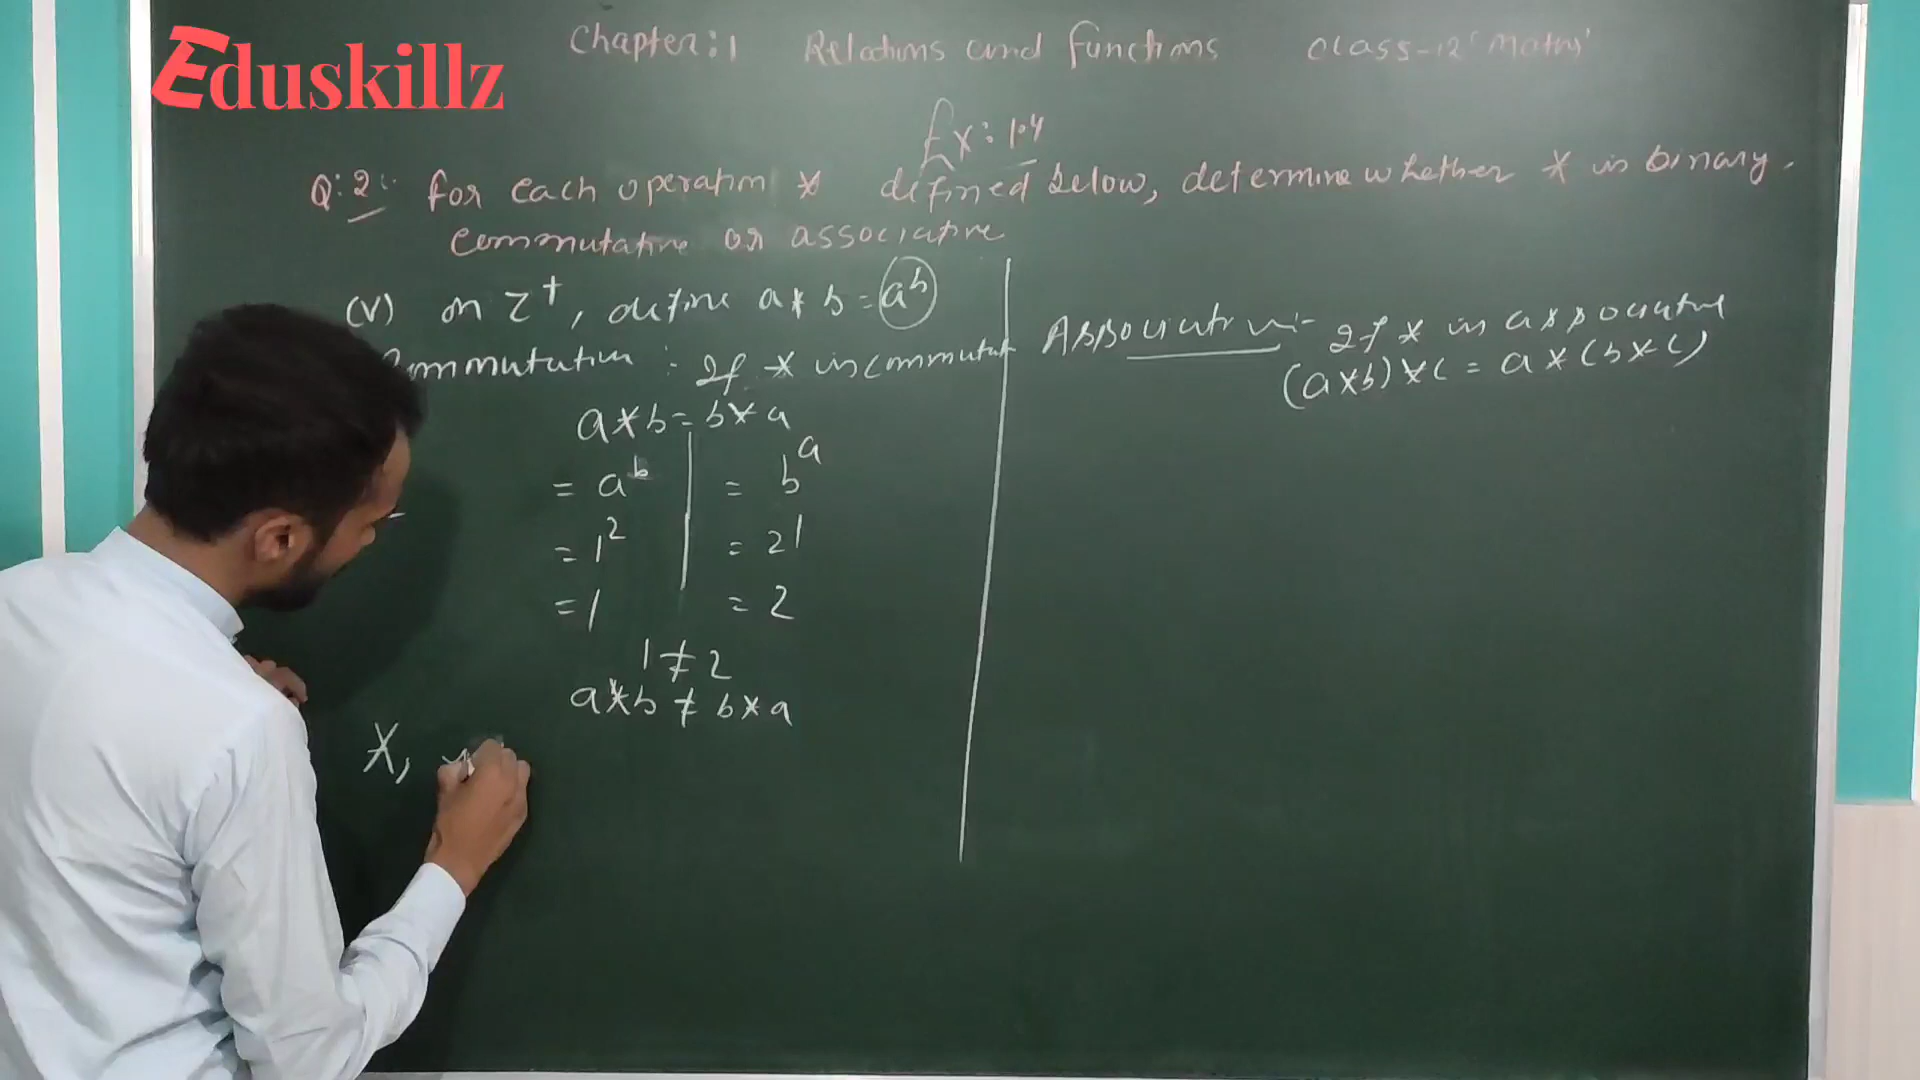 Eduskillz
Chapter:1 Relations and Functions Class-12 'Maths'
Ex: 1.4
Q:2: for each operation * defined below, determine whether * is binary,
commutative or associative
(V) on Z⁺, define a * b = aᵇ
: If * is commutat
a * b = b * a
= aᵇ = bᵃ
= 1² = 2¹
= 1 = 2
1 ≠ 2
a * b ≠ b * a
*,
Associative:- If * is associative
(a * b) * c = a * (b * c)